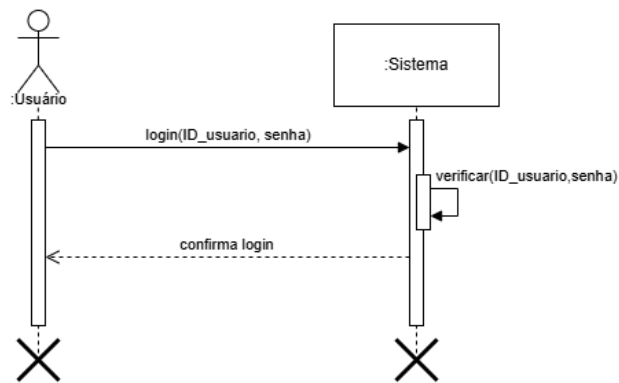 :Sistema
:Usuário
login(ID_usuario, senha)
verificar(ID_usuario,senha)
confirma login